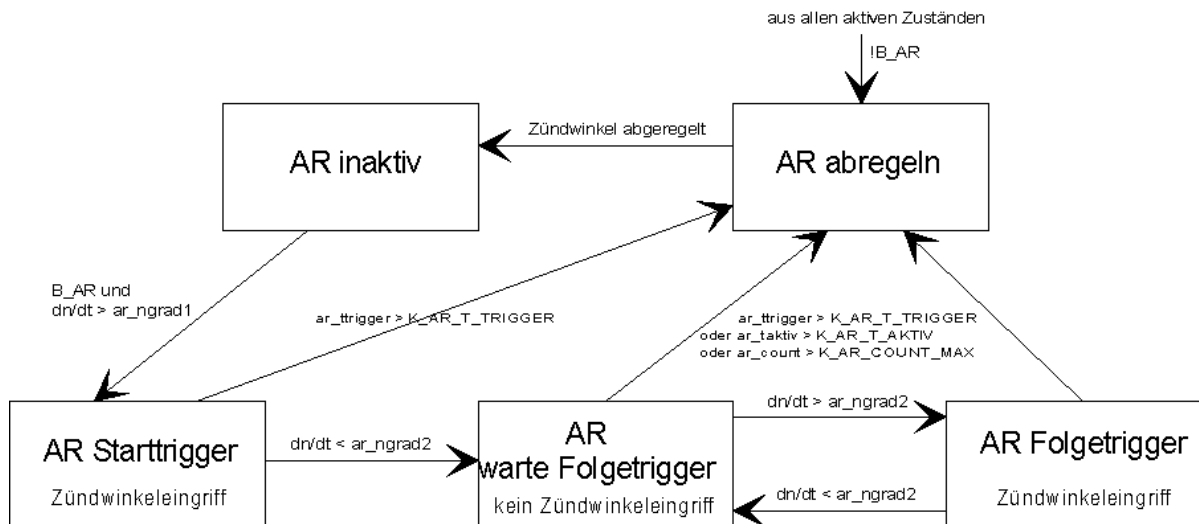 aus allen aktiven Zuständen
!B_AR
AR inaktiv
Zündwinkel abgeregelt
AR abregeln
B_AR und
dn/dt > ar_ngrad1
ar_ttrigger > K_AR_T_TRIGGER
ar_ttrigger > K_AR_T_TRIGGER
oder ar_taktiv > K_AR_T_AKTIV
oder ar_count > K_AR_COUNT_MAX
AR Starttrigger
Zündwinkeleingriff
dn/dt < ar_ngrad2
AR
warte Folgetrigger
kein Zündwinkeleingriff
dn/dt > ar_ngrad2
dn/dt < ar_ngrad2
AR Folgetrigger
Zündwinkeleingriff